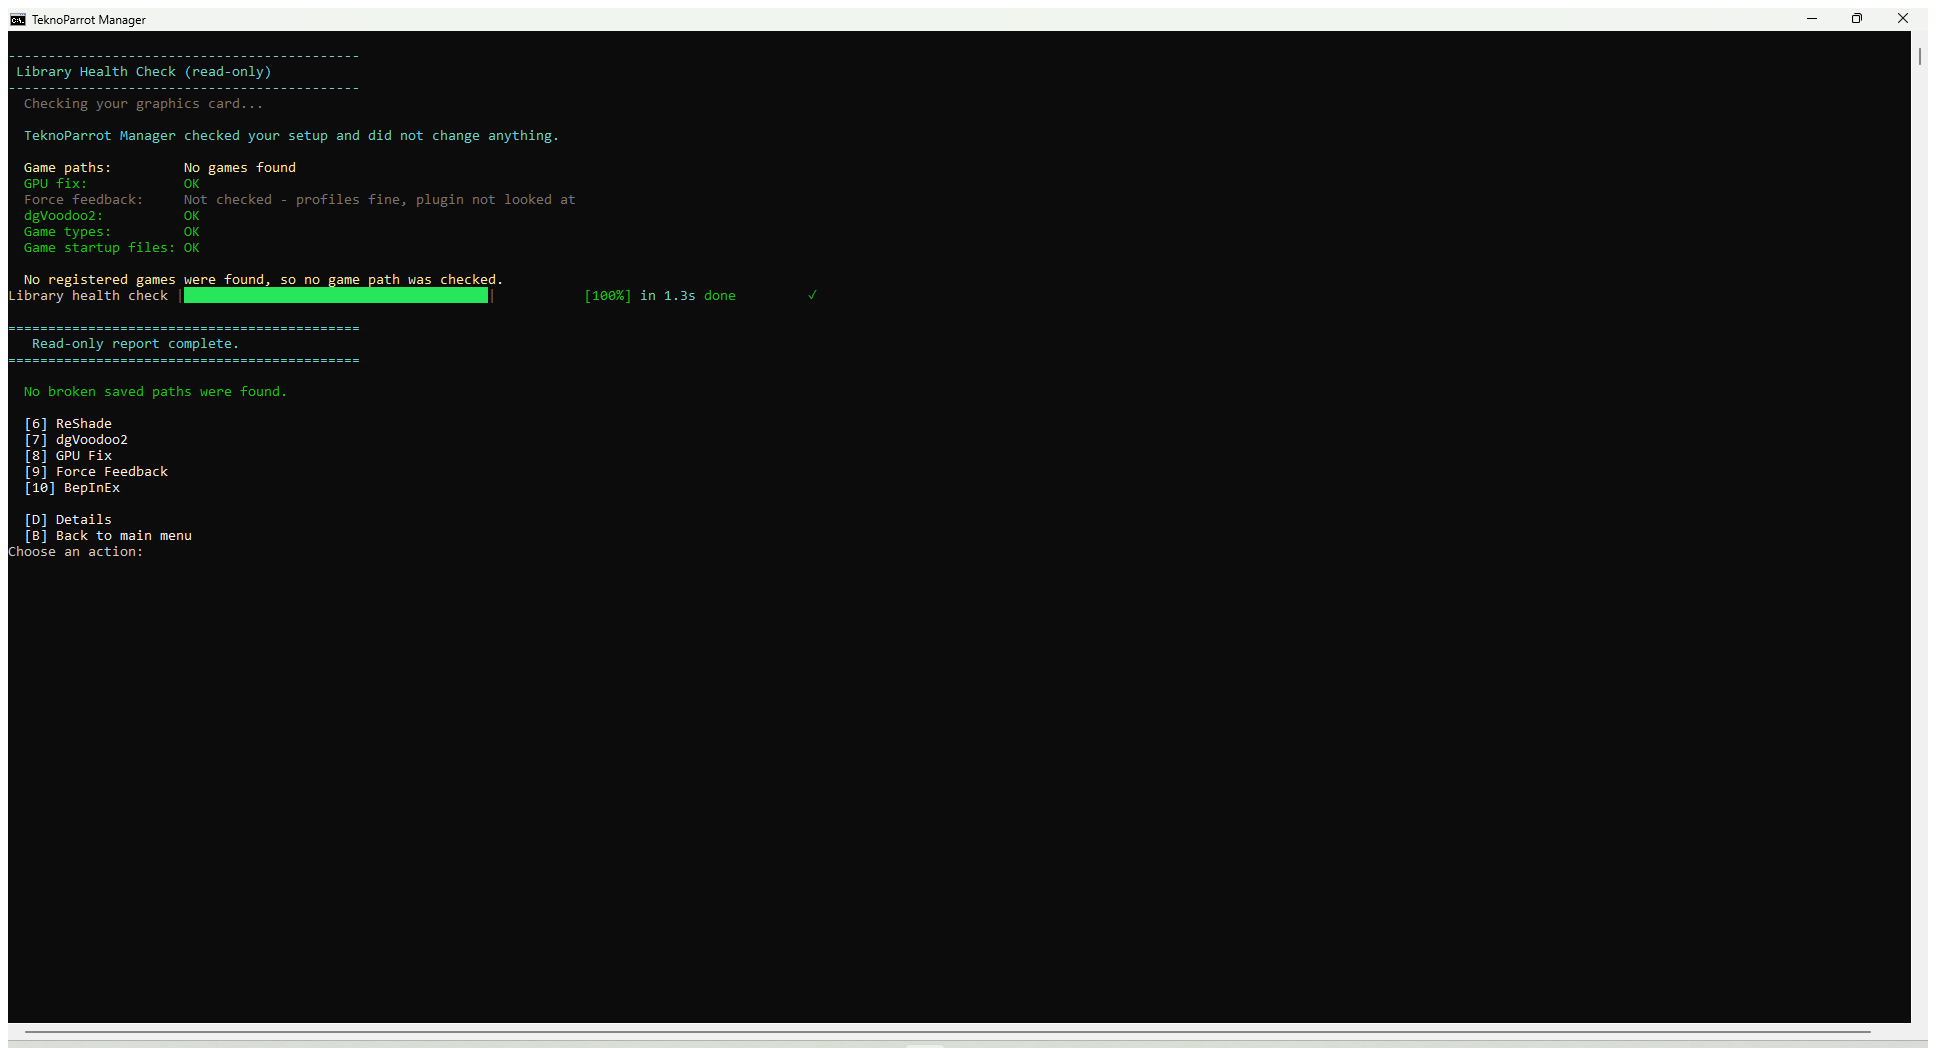 TeknoParrot Manager
-------------------------------------------
Library Health Check (read-only)
-------------------------------------------
Checking your graphics card...
TeknoParrot Manager checked your setup and did not change anything.
Game paths: No games found
GPU fix: OK
Force feedback: Not checked - profiles fine, plugin not looked at
dgVoodoo2: OK
Game types: OK
Game startup files: OK
No registered games were found, so no game path was checked.
Library health check | | [100%] in 1.3s done ✓
============================================
Read-only report complete.
============================================
No broken saved paths were found.
[6] ReShade
[7] dgVoodoo2
[8] GPU Fix
[9] Force Feedback
[10] BepInEx
[D] Details
[B] Back to main menu
Choose an action: